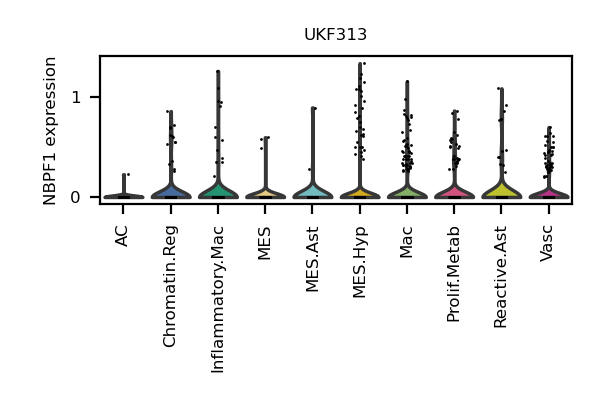 UKF313
NBPF1 expression
1
0
AC
Chromatin.Reg
Inflammatory.Mac
MES
MES.Ast
MES.Hyp
Mac
Prolif.Metab
Reactive.Ast
Vasc